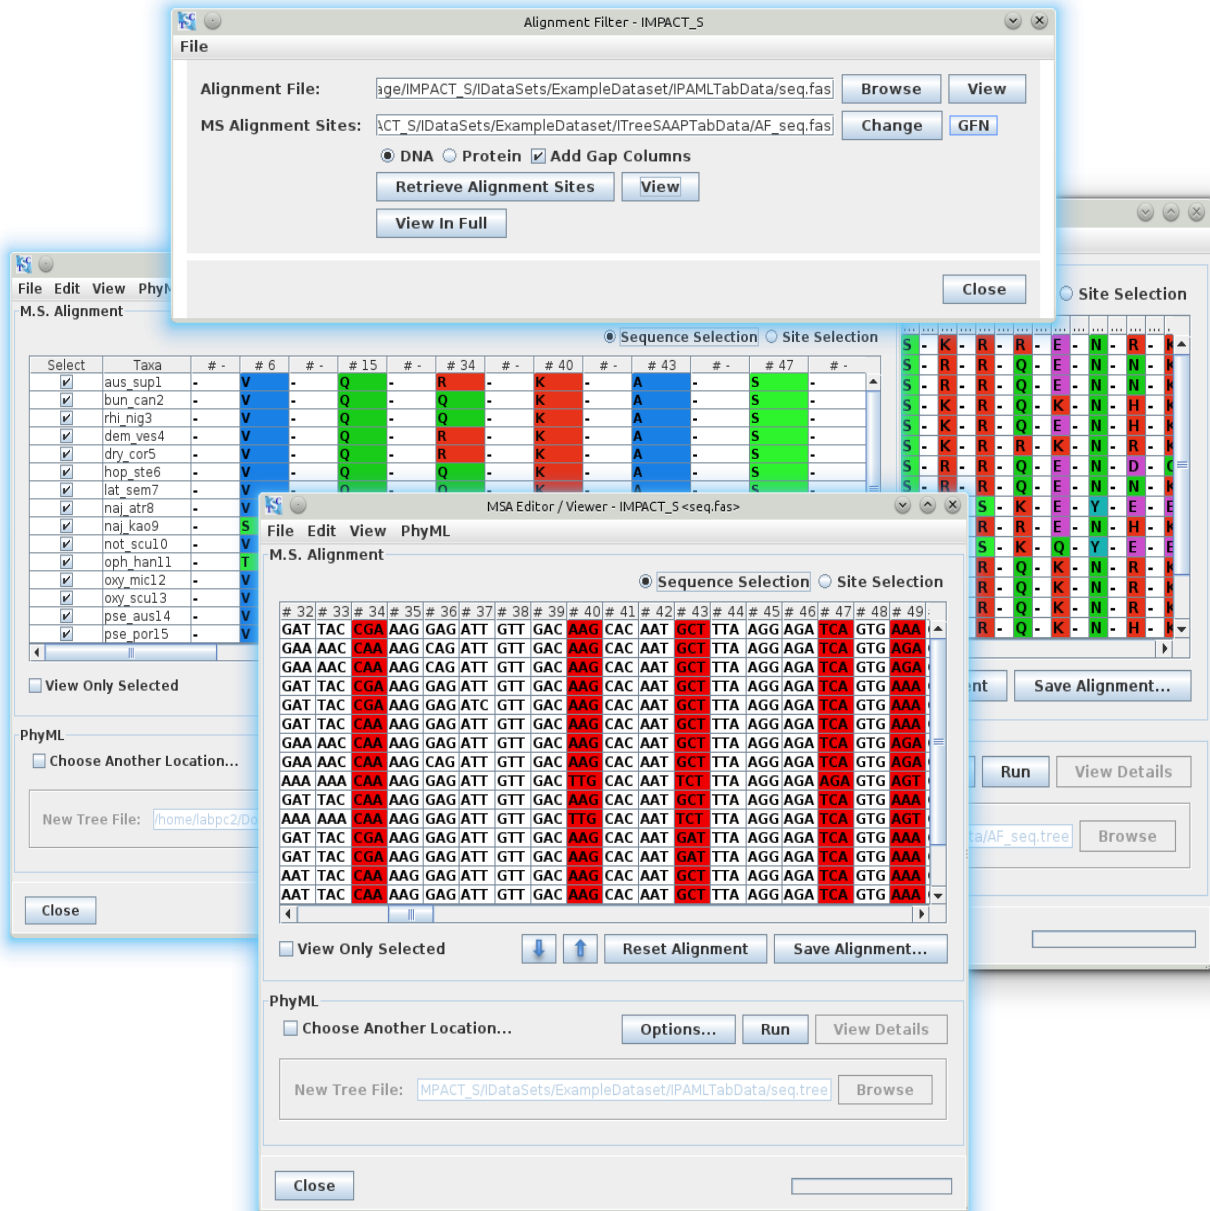 Alignment Filter - IMPACT_S
File
Alignment File:
age/IMPACT_S/IDataSets/ExampleDataset/IPAMLTabData/seq.fas
Browse
View
MS Alignment Sites:
ACT_S/IDataSets/ExampleDataset/ITreeSAAPTabData/AF_seq.fas
Change
GFN
DNA
Protein
Add Gap Columns
Retrieve Alignment Sites
View
View In Full
Close
File Edit View
M.S. Alignment
Sequence Selection
Site Selection
Select Taxa # - # 6 # - # 15 # - # 34 # - # 40 # - # 43 # - # 47 # -
aus_sup1 - V - Q - R - K - A - S -
bun_can2 - V - Q - Q - K - A - S -
rhi_nig3 - V - Q - Q - K - A - S -
dem_ves4 - V - Q - R - K - A - S -
dry_cor5 - V - Q - R - K - A - S -
hop_ste6 - V - Q - Q - K - A - S -
lat_sem7 - V - Q - Q - K - A - S -
naj_atr8 - V
naj_kao9 - S
not_scu10 - V
oph_han11 - T
oxy_mic12 - V
oxy_scu13 - V
pse_aus14 - V
pse_por15 - V
View Only Selected
PhyML
Choose Another Location...
New Tree File:
/home/labpc2/Do
Close
Site Selection
S - K - R - R - E - N - R - K
S - R - R - Q - E - N - N - K
S - R - R - Q - E - N - N - K
S - K - R - Q - K - N - H - K
S - K - R - Q - E - N - H - K
S - K - R - R - K - N - R - K
S - R - R - Q - E - N - D -
S - R - R - Q - E - N - N - K
S - K - E - Y - E - E
R - R - E - N - H - E
S - K - Q - Y - E - E
R - Q - K - N - R - K
R - Q - K - N - R - K
R - Q - K - N - R - K
R - Q - K - N - H - K
Save Alignment...
Run
View Details
ta/AF_seq.tree
Browse
MSA Editor / Viewer - IMPACT_S <seq.fas>
File Edit View PhyML
M.S. Alignment
Sequence Selection
Site Selection
# 32 # 33 # 34 # 35 # 36 # 37 # 38 # 39 # 40 # 41 # 42 # 43 # 44 # 45 # 46 # 47 # 48 # 49
GAT TAC CGA AAG GAG ATT GTT GAC AAG CAC AAT GCT TTA AGG AGA TCA GTG AAA
GAA AAC CAA AAG CAG ATT GTT GAC AAG CAC AAT GCT TTA AGG AGA TCA GTG AGA
GAA AAC CAA AAG CAG ATT GTT GAC AAG CAC AAT GCT TTA AGG AGA TCA GTG AGA
GAT TAC CGA AAG GAG ATT GTT GAC AAG CAC AAT GCT TTA AGG AGA TCA GTG AAA
GAT TAC CGA AAG GAG ATC GTT GAC AAG CAC AAT GCT TTA AGG AGA TCA GTG AAA
GAT TAC CAA AAG GAG ATT GTT GAC AAG CAC AAT GCT TTA AGG AGA TCA GTG AAA
GAA AAC CAA AAG GAG ATT GTT GAC AAG CAC AAT GCT TTA AGG AGA TCA GTG AGA
GAA AAC CAA AAG CAG ATT GTT GAC AAG CAC AAT GCT TTA AGG AGA TCA GTG AGA
AAA AAA CAA AAG GAG ATT GTT GAC TTG CAC AAT TCT TTA AGG AGA AGA GTG AGT
GAT TAC CAA AAG GAG ATT GTT GAC AAG CAC AAT GCT TTA AGG AGA TCA GTG AAA
AAA AAA CAA AAG GAG ATT GTT GAC TTG CAC AAT TCT TTA AGG AGA TCA GTG AGT
GAT TAC CGA AAG GAG ATT GTT GAC AAG CAC AAT GAT TTA AGG AGA TCA GTG AAA
GAT TAC CGA AAG GAG ATT GTT GAC AAG CAC AAT GAT TTA AGG AGA TCA GTG AAA
AAT TAC CAA AAG GAG ATT GTT GAC AAG CAC AAT GCT TTA AGG AGA TCA GTG AAA
AAT TAC CAA AAG GAG ATT GTT GAC AAG CAC AAT GCT TTA AGG AGA TCA GTG AAA
View Only Selected
Reset Alignment
Save Alignment...
PhyML
Choose Another Location...
Options...
Run
View Details
New Tree File:
MPACT_S/IDataSets/ExampleDataset/IPAMLTabData/seq.tree
Browse
Close